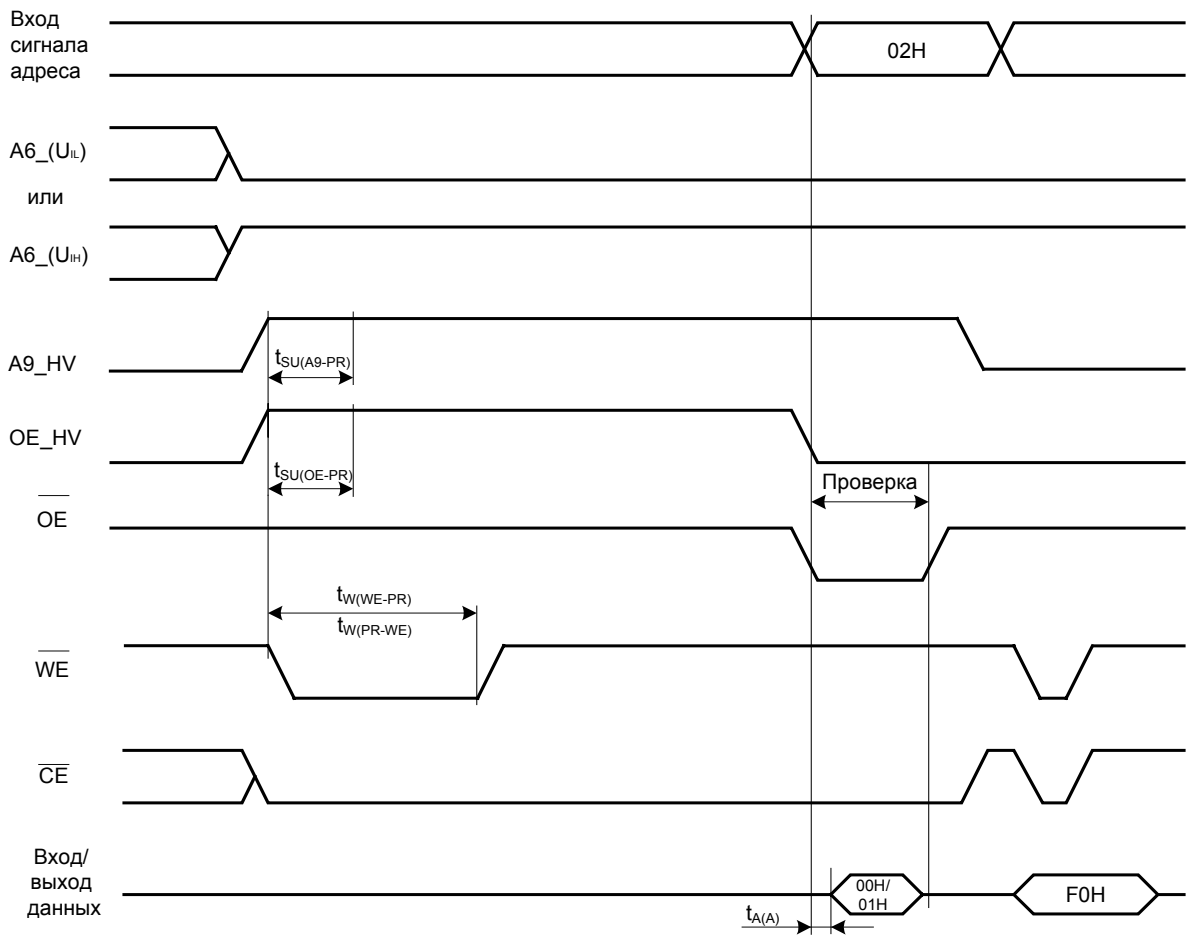 Вход
сигнала
адреса
02H
A6_(UIL)
или
A6_(UIH)
A9_HV
tSU(A9-PR)
OE_HV
tSU(OE-PR)
Проверка
OE
tW(WE-PR)
tW(PR-WE)
WE
CE
Вход/
выход
данных
00H/
01H
F0H
tA(A)